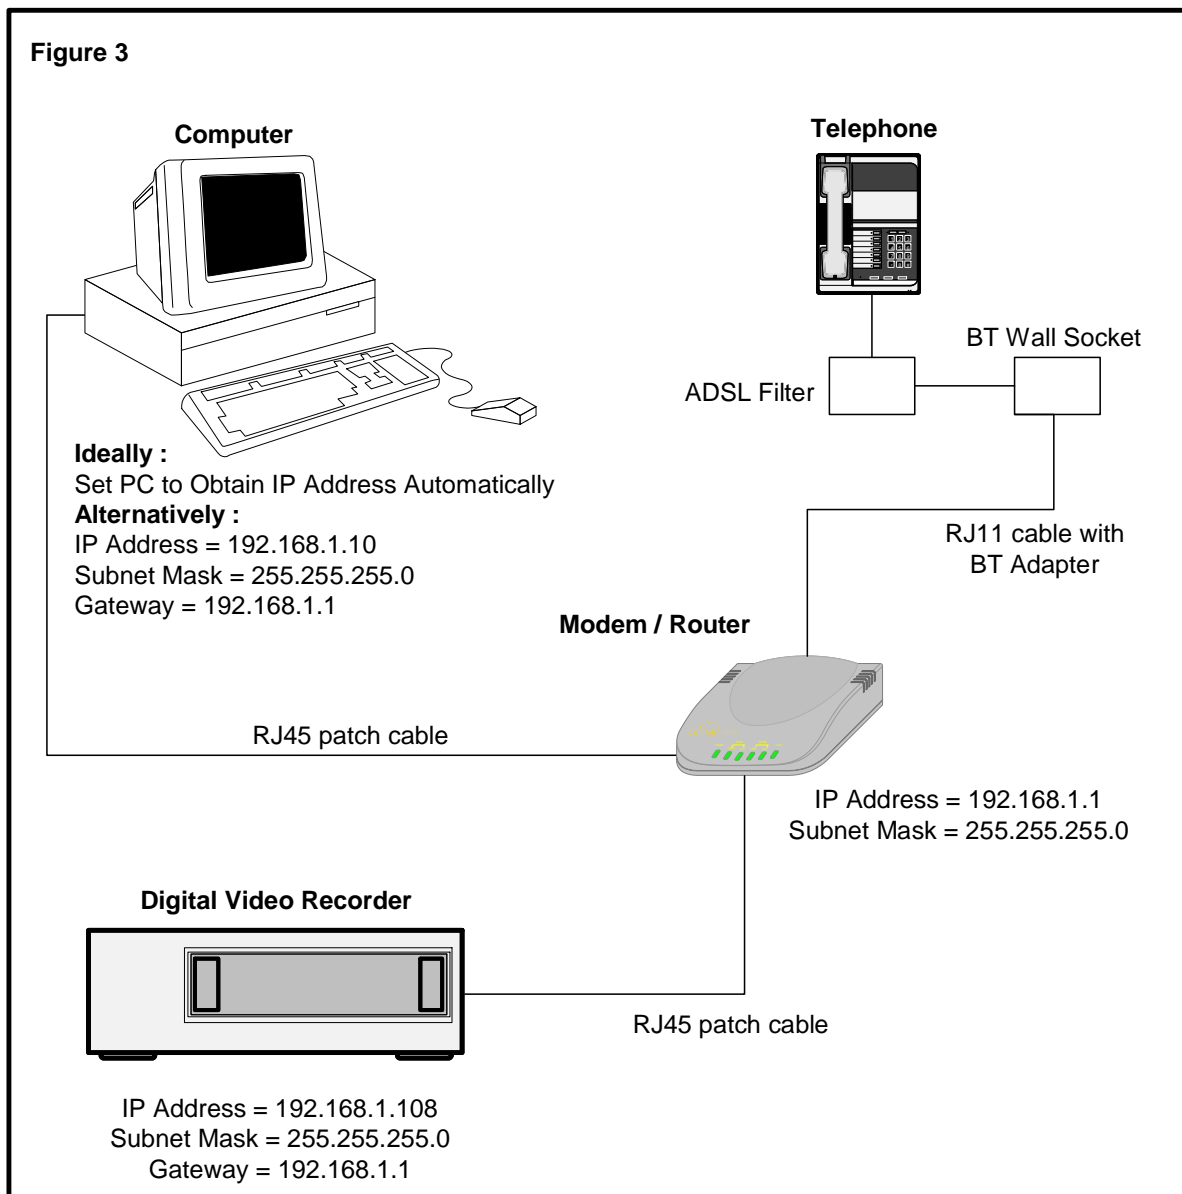 Figure 3
Computer
Telephone
BT Wall Socket
ADSL Filter
Ideally :
Set PC to Obtain IP Address Automatically
Alternatively :
IP Address = 192.168.1.10
Subnet Mask = 255.255.255.0
Gateway = 192.168.1.1
RJ11 cable with
BT Adapter
Modem / Router
RJ45 patch cable
IP Address = 192.168.1.1
Subnet Mask = 255.255.255.0
Digital Video Recorder
RJ45 patch cable
IP Address = 192.168.1.108
Subnet Mask = 255.255.255.0
Gateway = 192.168.1.1